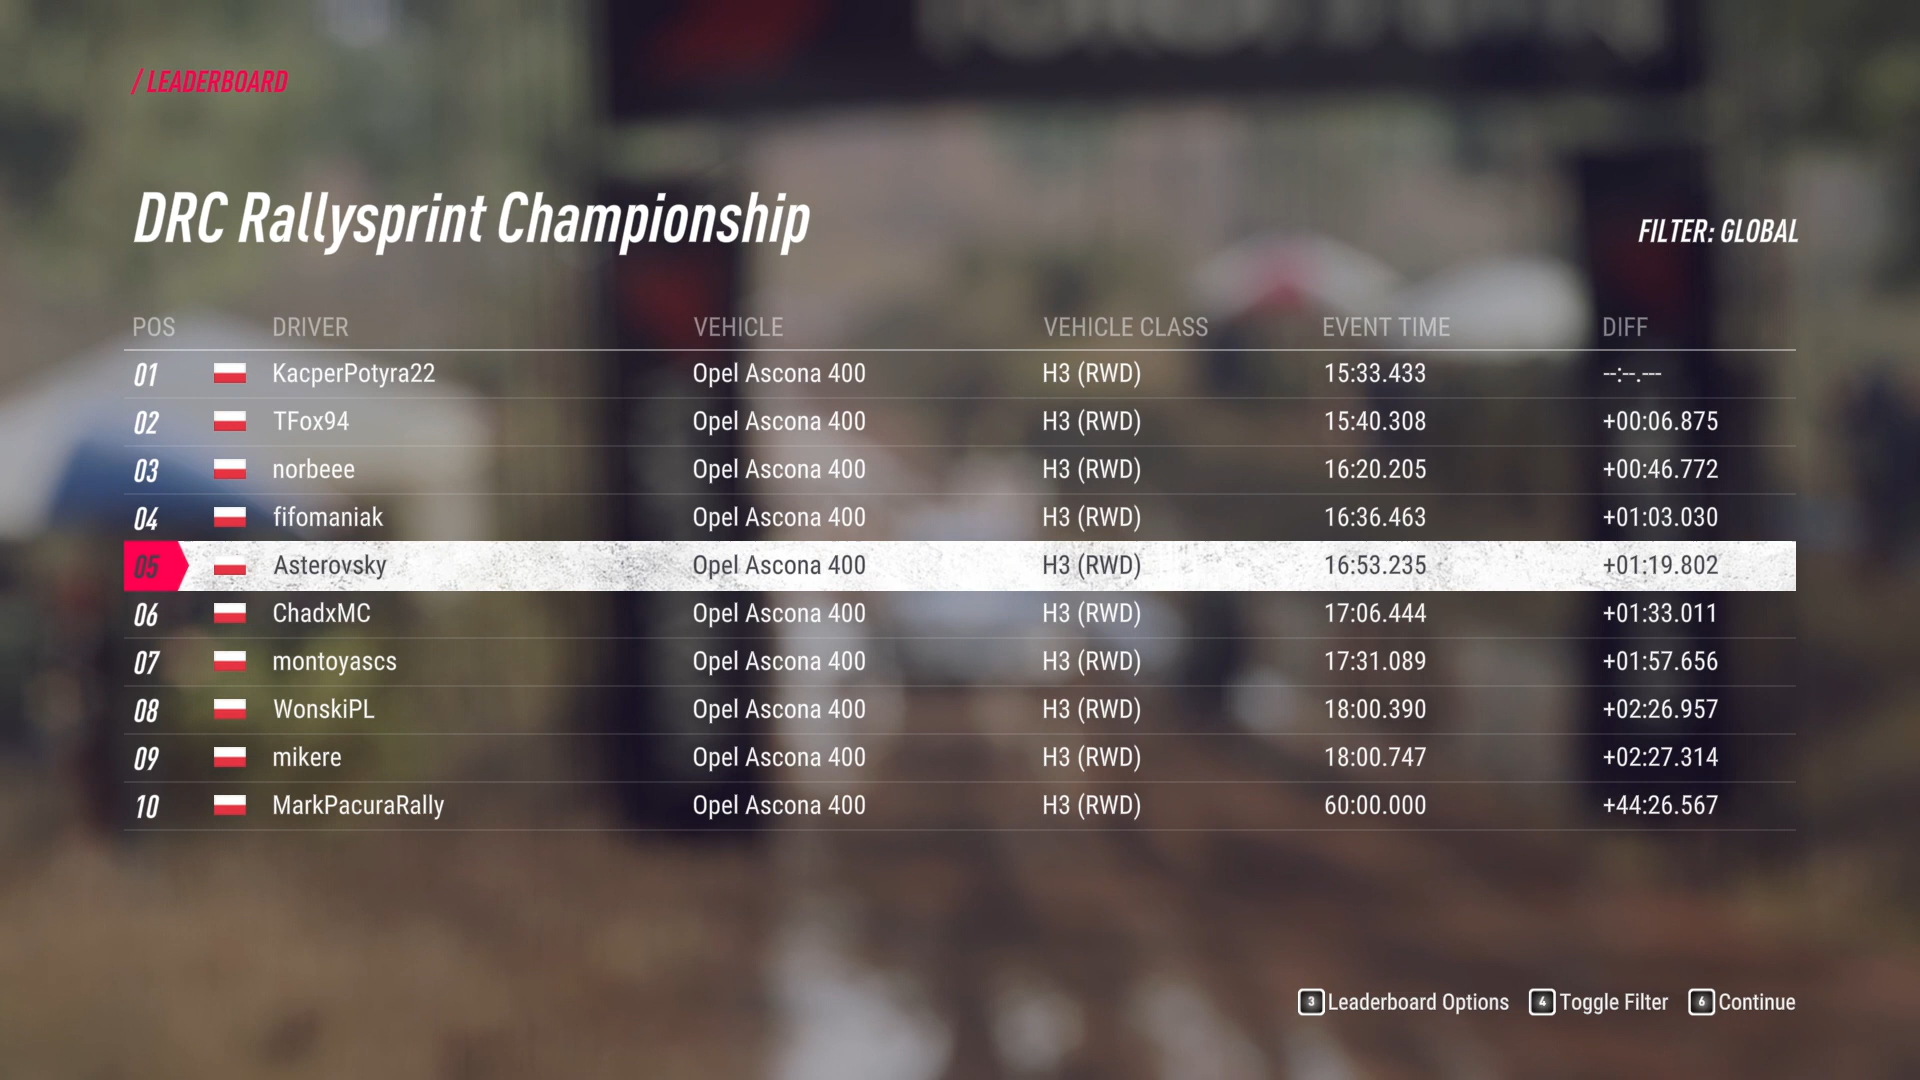 / LEADERBOARD
DRC Rallysprint Championship
FILTER: GLOBAL
POS DRIVER VEHICLE VEHICLE CLASS EVENT TIME DIFF
01 KacperPotyra22 Opel Ascona 400 H3 (RWD) 15:33.433 --:--.---
02 TFox94 Opel Ascona 400 H3 (RWD) 15:40.308 +00:06.875
03 norbeee Opel Ascona 400 H3 (RWD) 16:20.205 +00:46.772
04 fifomaniak Opel Ascona 400 H3 (RWD) 16:36.463 +01:03.030
05 Asterovsky Opel Ascona 400 H3 (RWD) 16:53.235 +01:19.802
06 ChadxMC Opel Ascona 400 H3 (RWD) 17:06.444 +01:33.011
07 montoyascs Opel Ascona 400 H3 (RWD) 17:31.089 +01:57.656
08 WonskiPL Opel Ascona 400 H3 (RWD) 18:00.390 +02:26.957
09 mikere Opel Ascona 400 H3 (RWD) 18:00.747 +02:27.314
10 MarkPacuraRally Opel Ascona 400 H3 (RWD) 60:00.000 +44:26.567
3 Leaderboard Options 4 Toggle Filter 6 Continue